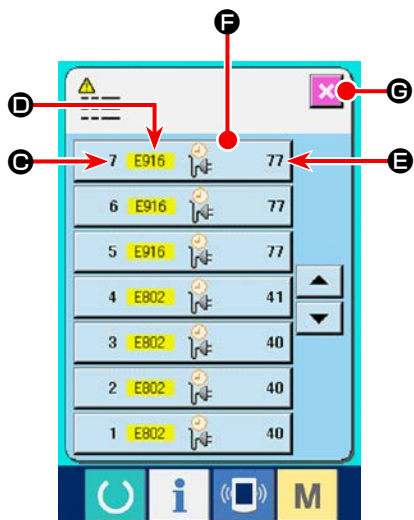 F
D
G
C 7 E916 77 E
6 E916 77
5 E916 77
4 E802 41
3 E802 40
2 E802 40
1 E802 40
i M